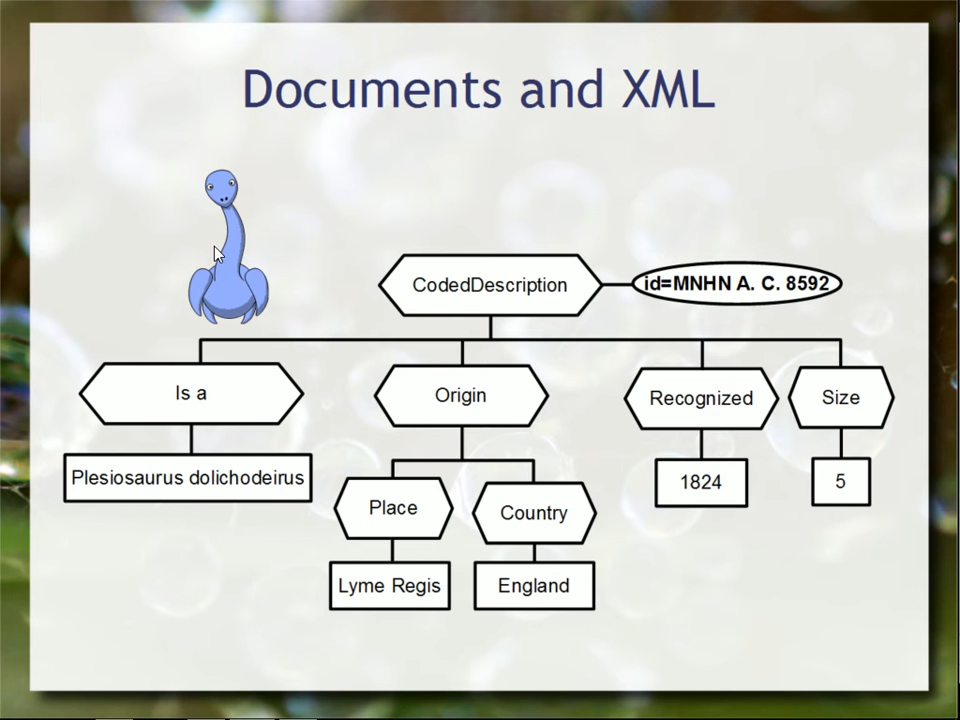 Documents and XML
CodedDescription
id=MNHN A. C. 8592
Is a
Origin
Recognized
Size
Plesiosaurus dolichodeirus
1824
5
Place
Country
Lyme Regis
England